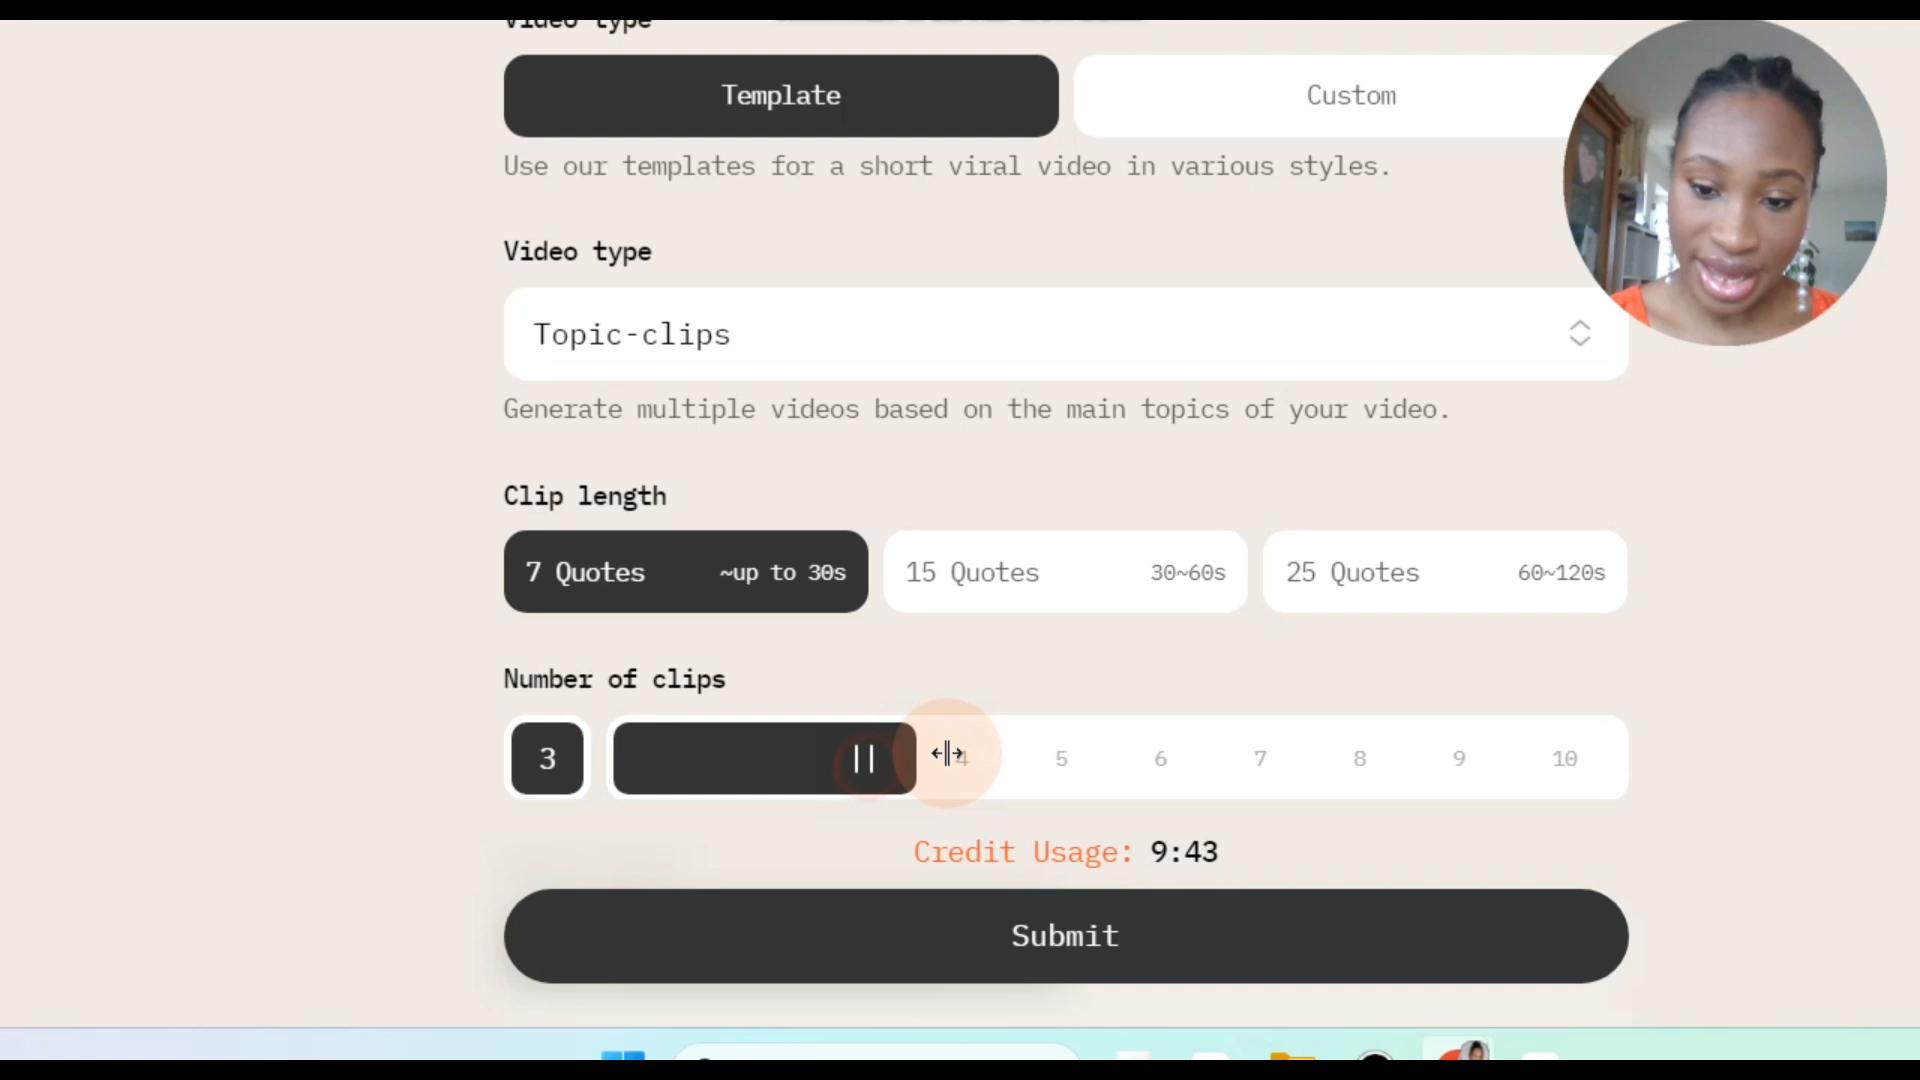 Video type
Template
Custom
Use our templates for a short viral video in various styles.
Video type
Topic-clips
Generate multiple videos based on the main topics of your video.
Clip length
7 Quotes ~up to 30s
15 Quotes 30~60s
25 Quotes 60~120s
Number of clips
3 4 5 6 7 8 9 10
Credit Usage: 9:43
Submit